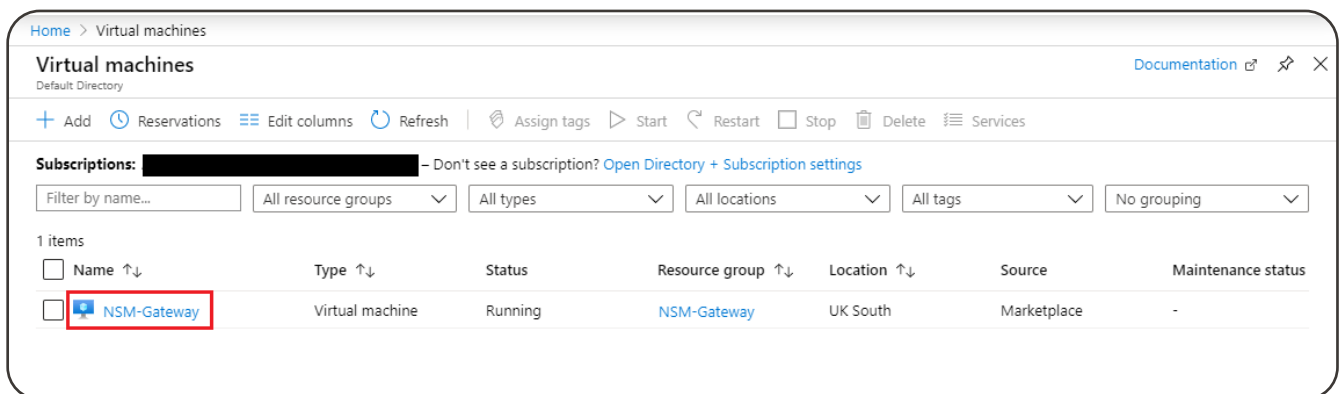 Home > Virtual machines
Virtual machines
Documentation
Default Directory
Add Reservations Edit columns Refresh Assign tags Start Restart Stop Delete Services
Subscriptions: – Don't see a subscription? Open Directory + Subscription settings
Filter by name... All resource groups All types All locations All tags No grouping
1 items
Name ↑↓ Type ↑↓ Status Resource group ↑↓ Location ↑↓ Source Maintenance status
NSM-Gateway Virtual machine Running NSM-Gateway UK South Marketplace -